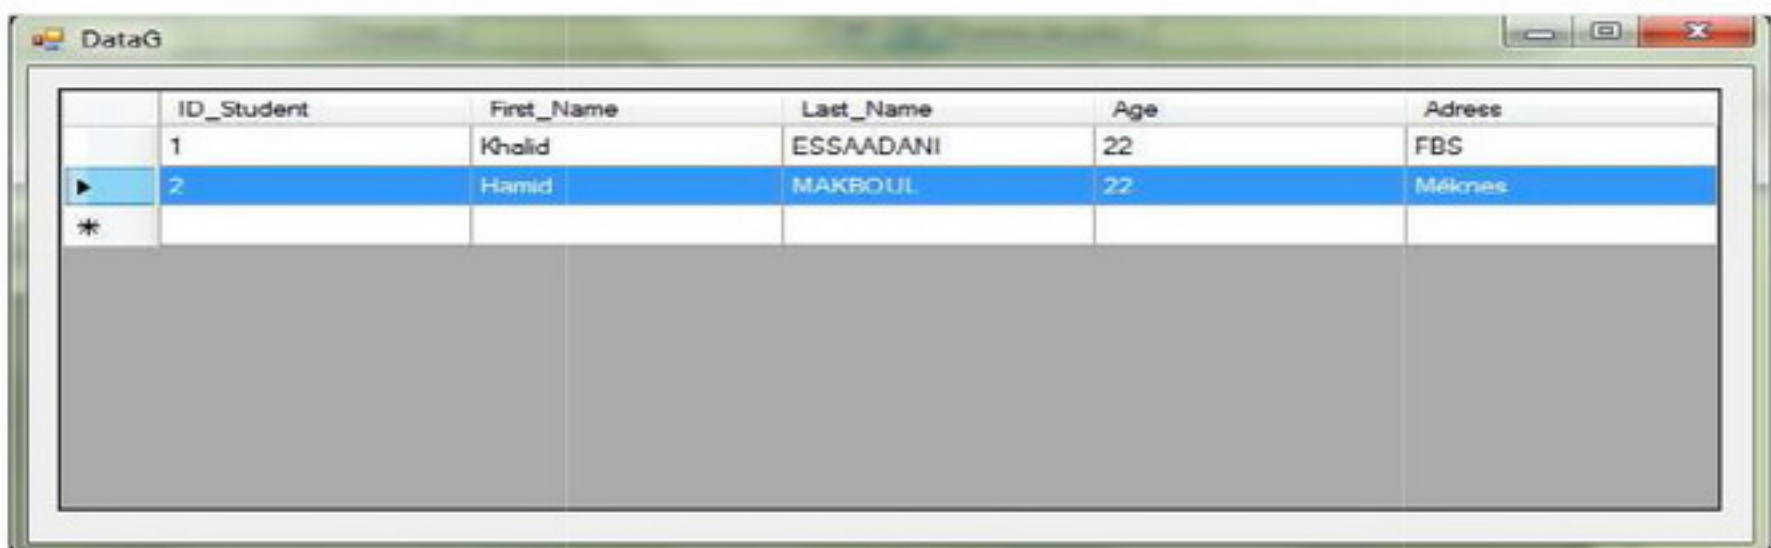 DataG
ID_Student First_Name Last_Name Age Adress
1 Khalid ESSAADANI 22 FBS
2 Hamid MAKBOUL 22 Méknes